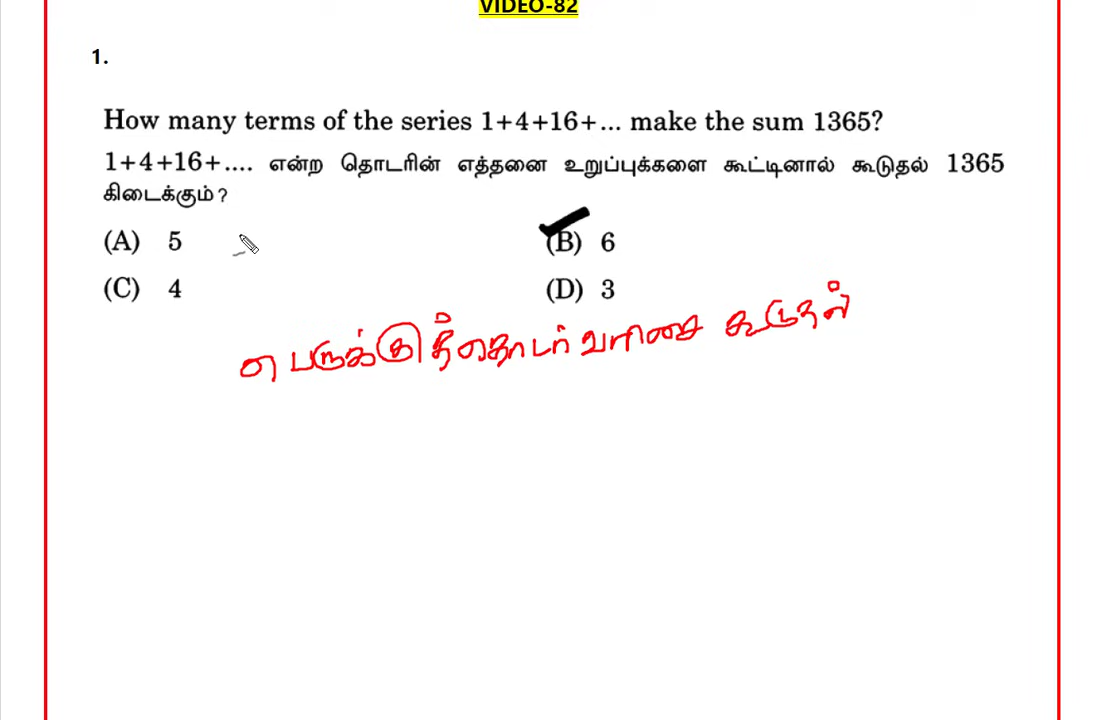 VIDEO-82
1.
How many terms of the series 1+4+16+... make the sum 1365?
1+4+16+.... என்ற தொடரின் எத்தனை உறுப்புக்களை கூட்டினால் கூடுதல் 1365
கிடைக்கும்?
(A) 5 (B) 6
(C) 4 (D) 3
பெருக்குத்தொடர் வரிசை கூடுதல்